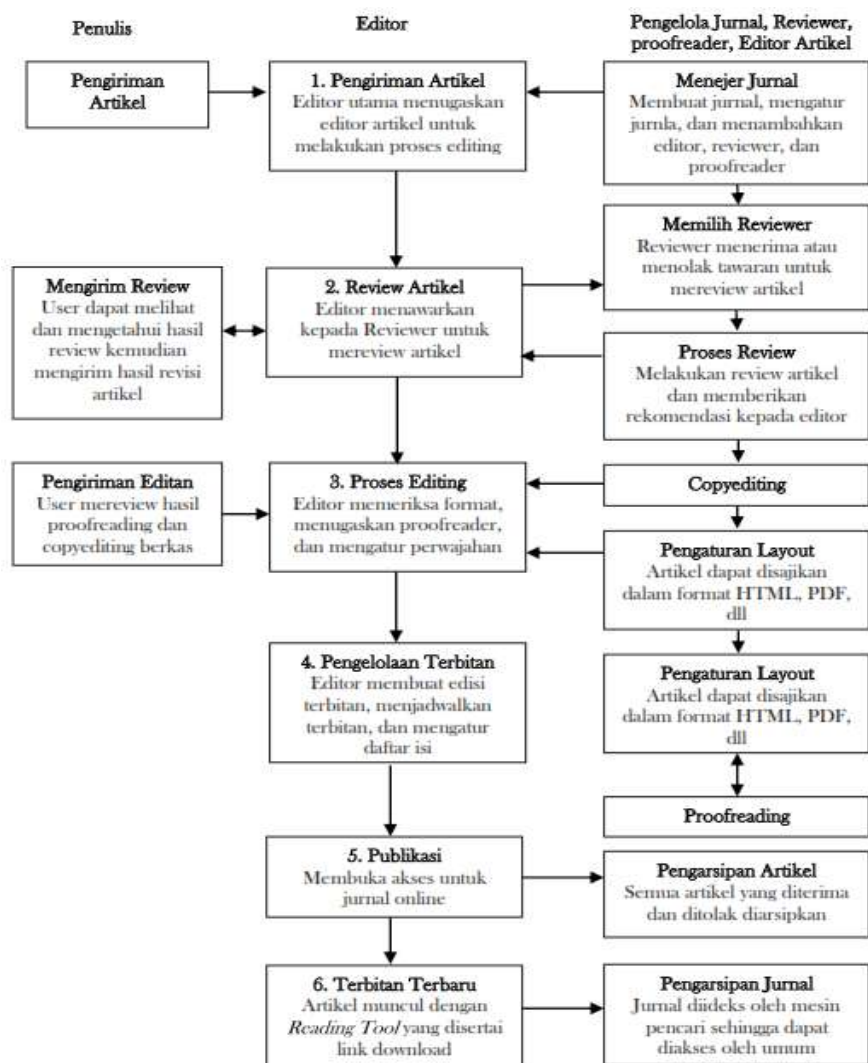 Penulis
Editor
Pengelola Jurnal, Reviewer,
proofreader, Editor Artikel
Pengiriman
Artikel
1. Pengiriman Artikel
Editor utama menugaskan
editor artikel untuk
melakukan proses editing
Menejer Jurnal
Membuat jurnal, mengatur
jurnla, dan menambahkan
editor, reviewer, dan
proofreader
Memilih Reviewer
Reviewer menerima atau
menolak tawaran untuk
mereview artikel
Mengirim Review
User dapat melihat
dan mengetahui hasil
review kemudian
mengirim hasil revisi
artikel
2. Review Artikel
Editor menawarkan
kepada Reviewer untuk
mereview artikel
Proses Review
Melakukan review artikel
dan memberikan
rekomendasi kepada editor
Pengiriman Editan
User mereview hasil
proofreading dan
copyediting berkas
3. Proses Editing
Editor memeriksa format,
menugaskan proofreader,
dan mengatur perwajahan
Copyediting
Pengaturan Layout
Artikel dapat disajikan
dalam format HTML, PDF,
dll
4. Pengelolaan Terbitan
Editor membuat edisi
terbitan, menjadwalkan
terbitan, dan mengatur
daftar isi
Pengaturan Layout
Artikel dapat disajikan
dalam format HTML, PDF,
dll
Proofreading
5. Publikasi
Membuka akses untuk
jurnal online
Pengarsipan Artikel
Semua artikel yang diterima
dan ditolak diarsipkan
6. Terbitan Terbaru
Artikel muncul dengan
Reading Tool yang disertai
link download
Pengarsipan Jurnal
Jurnal diideks oleh mesin
pencari sehingga dapat
diakses oleh umum